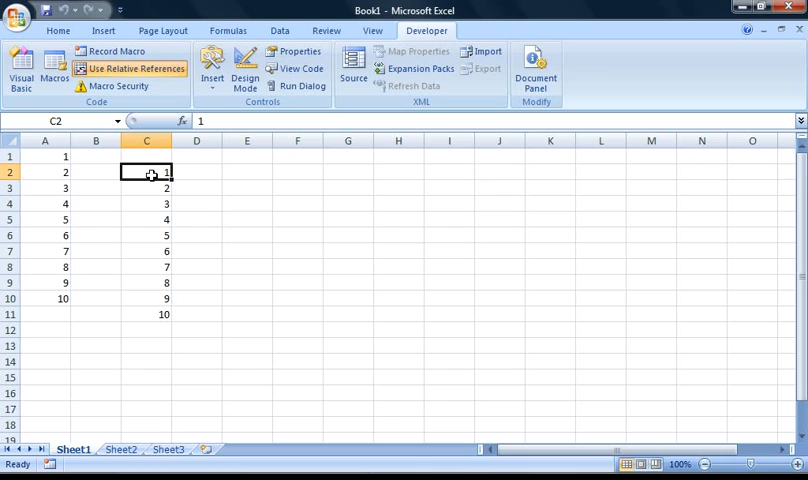 Book1 - Microsoft Excel
Home Insert Page Layout Formulas Data Review View Developer
Visual Basic
Macros
Record Macro
Use Relative References
Macro Security
Code
Insert
Design Mode
Properties
View Code
Run Dialog
Controls
Source
Map Properties
Expansion Packs
Refresh Data
Import
Export
XML
Document Panel
Modify
C2 fx 1
A B C D E F G H I J K L M N O
1 1
2 2 1
3 3 2
4 4 3
5 5 4
6 6 5
7 7 6
8 8 7
9 9 8
10 10 9
11 10
12
13
14
15
16
17
18
19
Sheet1 Sheet2 Sheet3
Ready 100%